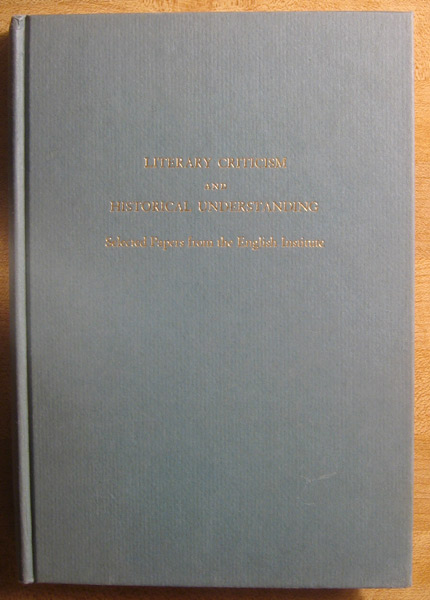 LITERARY CRITICISM
AND
HISTORICAL UNDERSTANDING
Selected Papers from the English Institute